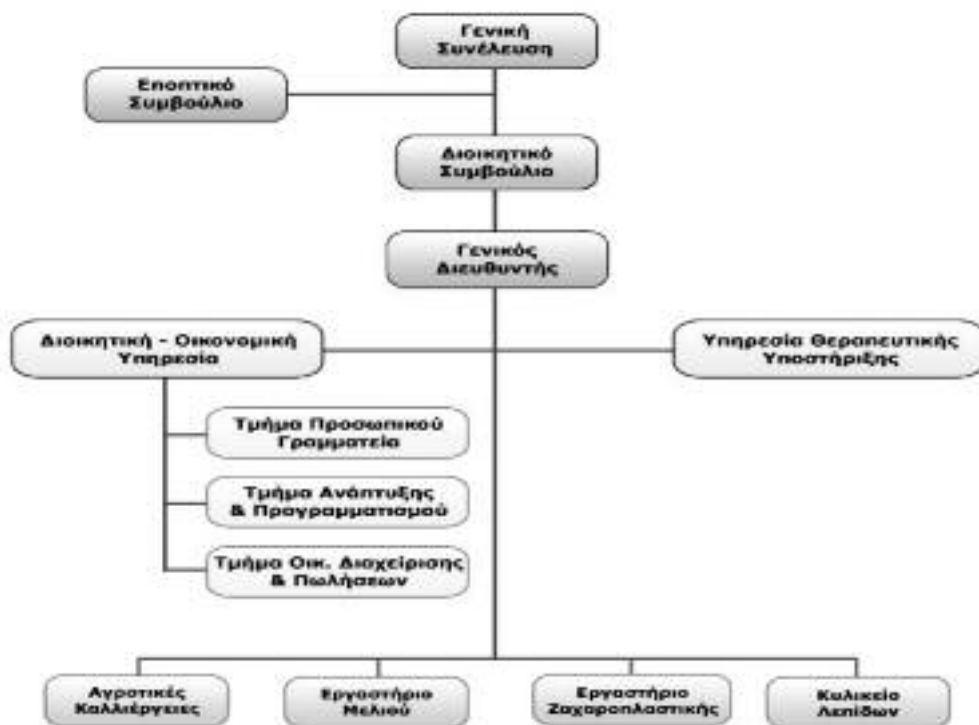 Γενική
Συνέλευση
Εποπτικό
Συμβούλιο
Διοικητικό
Συμβούλιο
Γενικός
Διευθυντής
Διοικητική - Οικονομική
Υπηρεσία
Υπηρεσία Θεραπευτικής
Υποστήριξης
Τμήμα Προσωπικού
Γραμματεία
Τμήμα Ανάπτυξης
& Προγραμματισμού
Τμήμα Οικ. Διαχείρισης
& Πωλήσεων
Αγροτικές
Καλλιέργειες
Εργαστήριο
Μελιού
Εργαστήριο
Ζαχαροπλαστικής
Κυλικείο
Λεπίδων